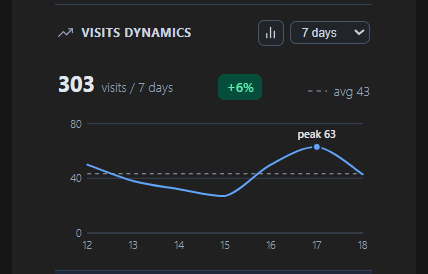 VISITS DYNAMICS
7 days
303 visits / 7 days
+6%
avg 43
80
peak 63
40
0
12 13 14 15 16 17 18